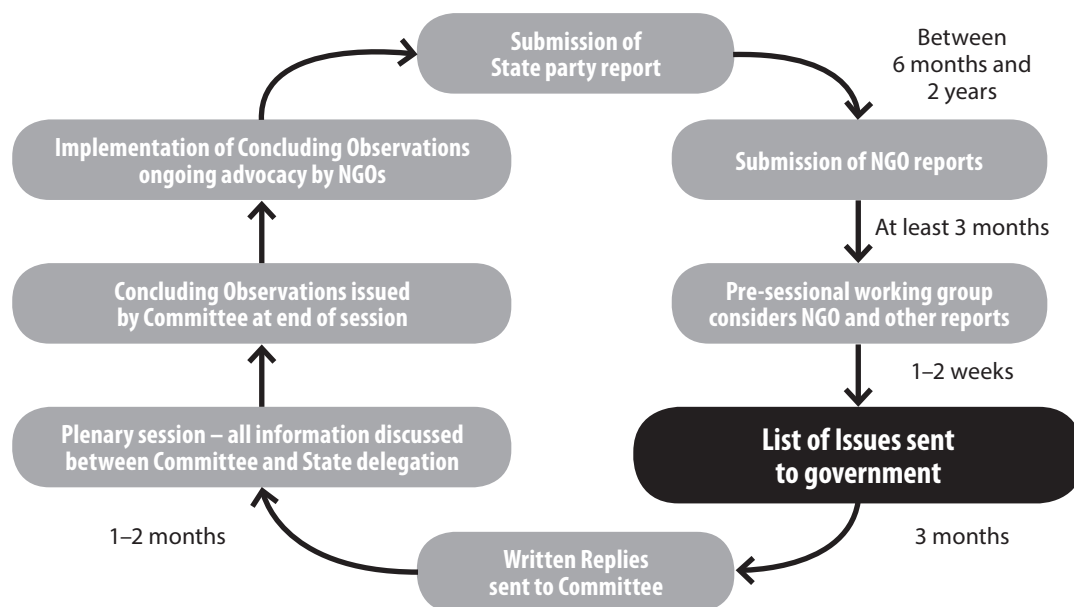 Submission of
State party report
Between
6 months and
2 years
Submission of NGO reports
At least 3 months
Pre-sessional working group
considers NGO and other reports
1–2 weeks
List of Issues sent
to government
3 months
Written Replies
sent to Committee
1–2 months
Plenary session – all information discussed
between Committee and State delegation
Concluding Observations issued
by Committee at end of session
Implementation of Concluding Observations
ongoing advocacy by NGOs